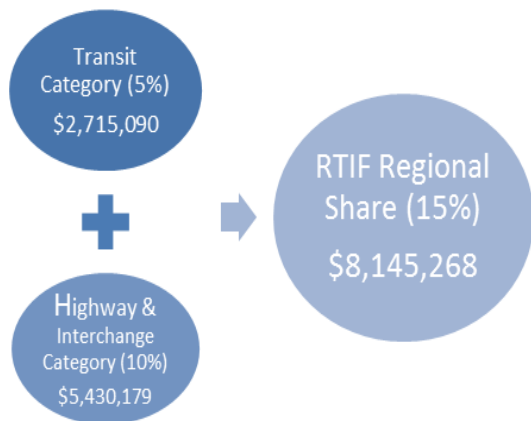 Transit
Category (5%)
$2,715,090
Highway &
Interchange
Category (10%)
$5,430,179
RTIF Regional
Share (15%)
$8,145,268